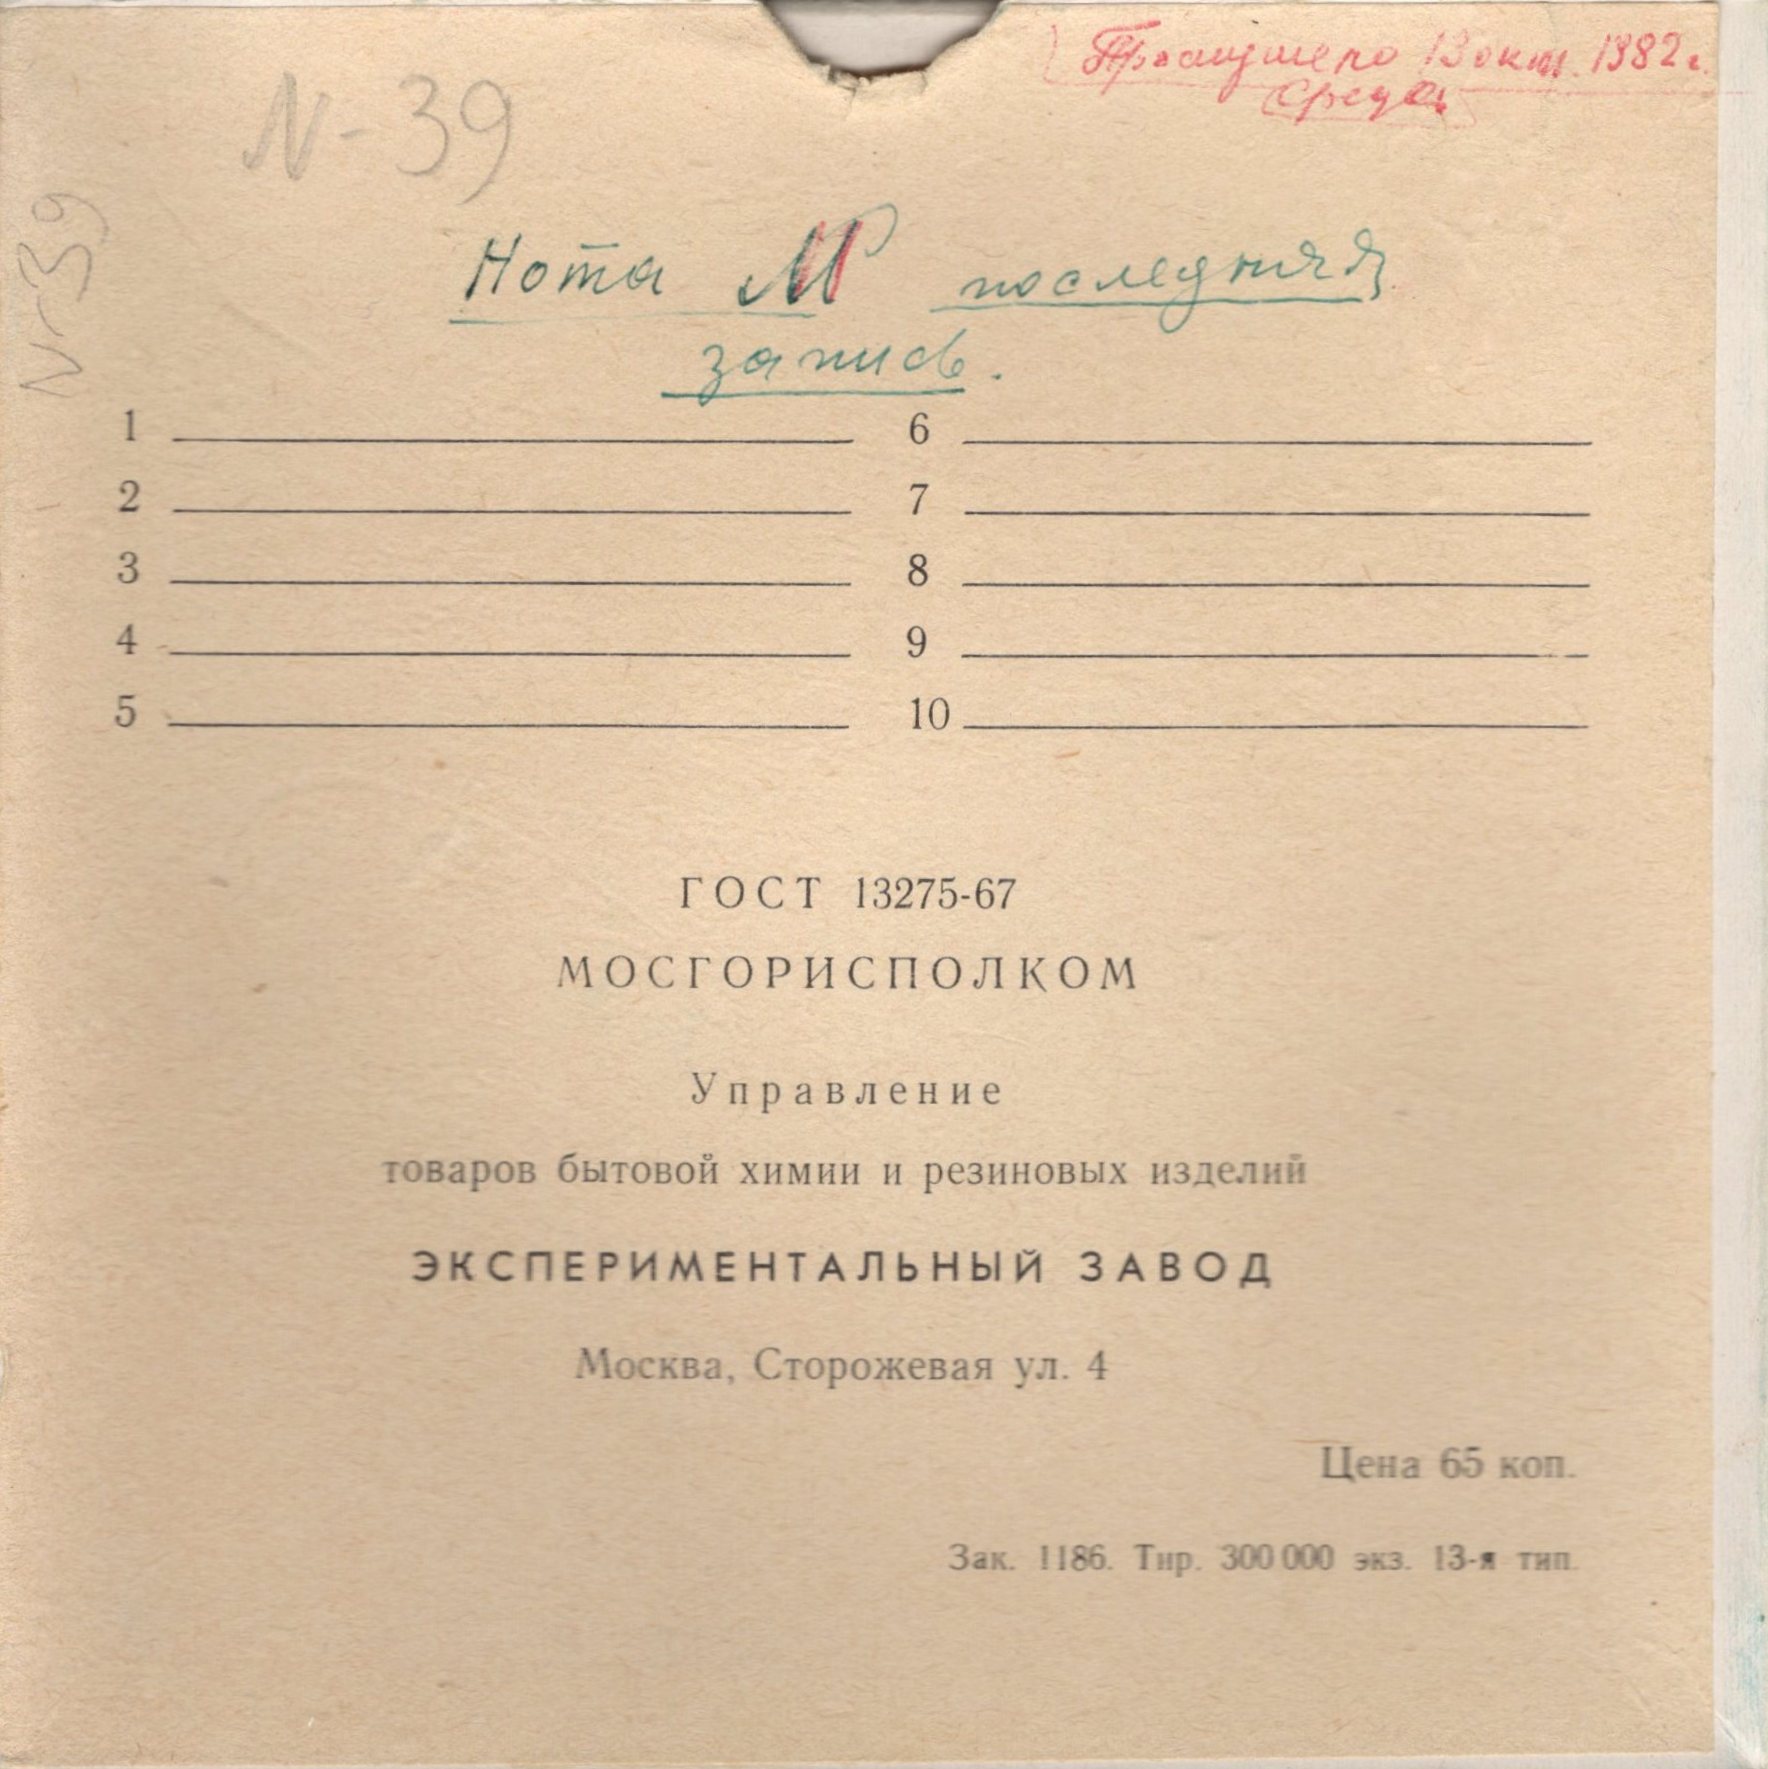 Прослушено 13 окт. 1982 г.
Среда
N-39
N-39
Нота М последняя
запись.
1 6
2 7
3 8
4 9
5 10
ГОСТ 13275-67
МОСГОРИСПОЛКОМ
Управление
товаров бытовой химии и резиновых изделий
ЭКСПЕРИМЕНТАЛЬНЫЙ ЗАВОД
Москва, Сторожевая ул. 4
Цена 65 коп.
Зак. 1186. Тир. 300 000 экз. 13-я тип.